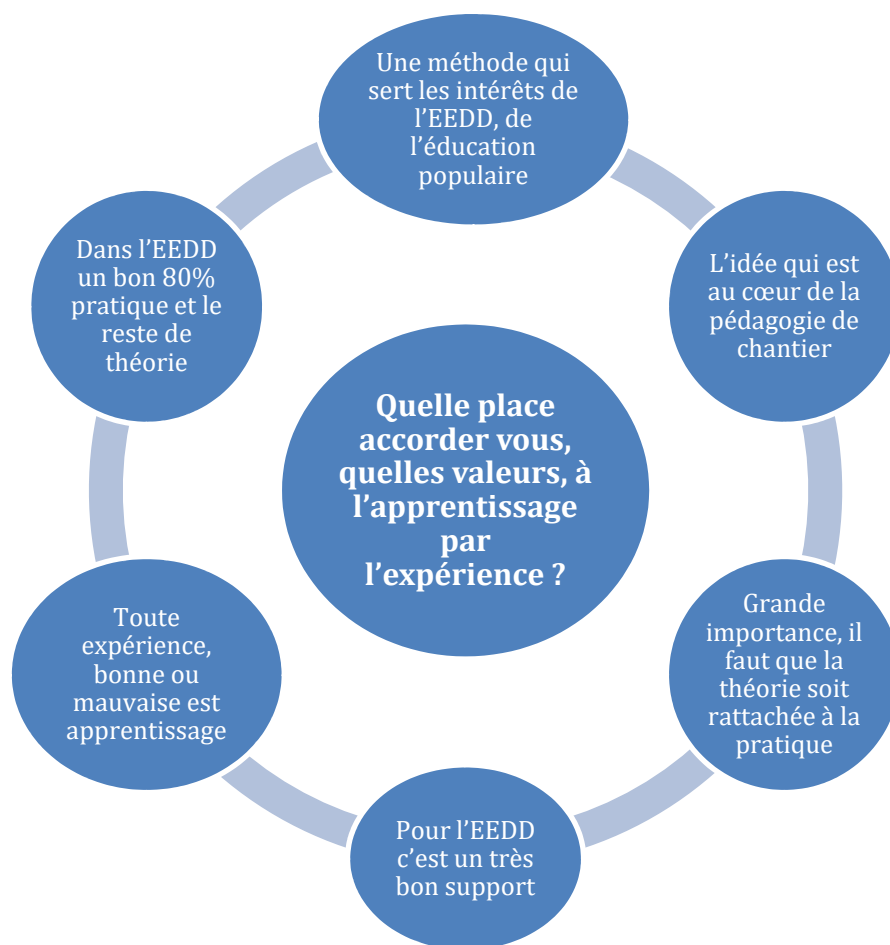 Une méthode qui
sert les intérêts de
l’EEDD, de
l’éducation
populaire
L’idée qui est
au cœur de la
pédagogie de
chantier
Grande
importance, il
faut que la
théorie soit
rattachée à la
pratique
Pour l’EEDD
c’est un très
bon support
Toute
expérience,
bonne ou
mauvaise est
apprentissage
Dans l’EEDD
un bon 80%
pratique et le
reste de
théorie
Quelle place
accorder vous,
quelles valeurs, à
l’apprentissage
par
l’expérience ?